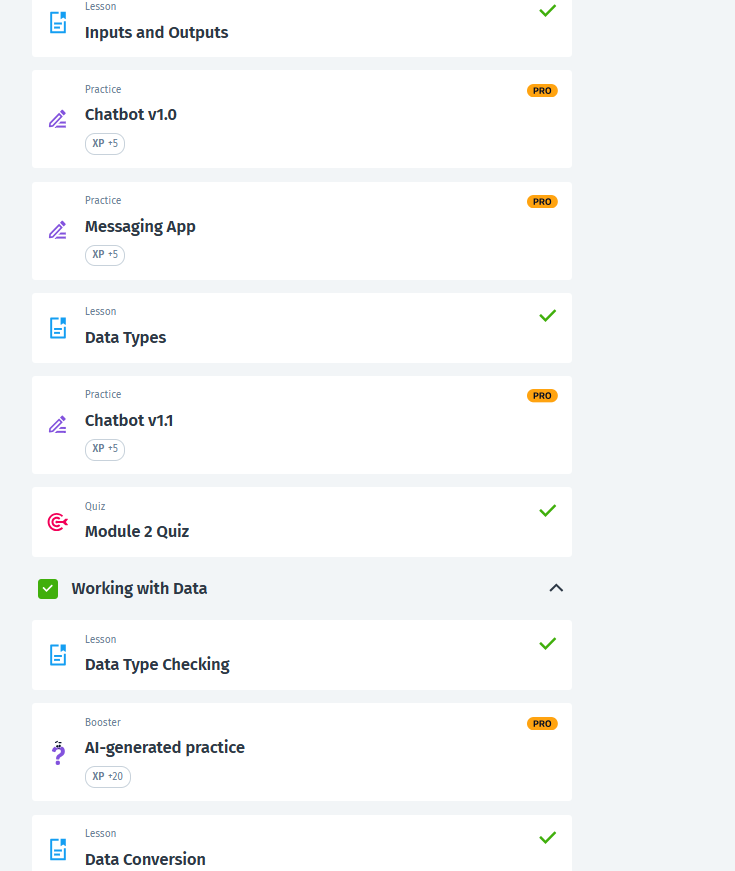 Lesson
Inputs and Outputs
Practice
PRO
Chatbot v1.0
XP +5
Practice
PRO
Messaging App
XP +5
Lesson
Data Types
Practice
PRO
Chatbot v1.1
XP +5
Quiz
Module 2 Quiz
Working with Data
Lesson
Data Type Checking
Booster
PRO
AI-generated practice
XP +20
Lesson
Data Conversion